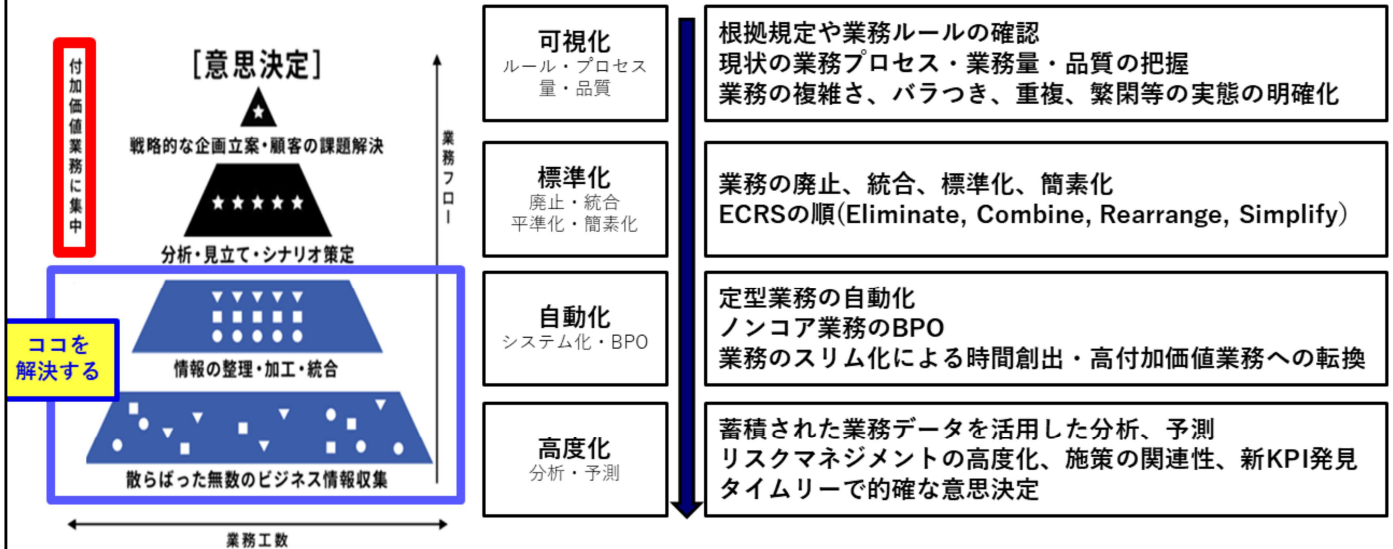 付加価値業務に集中
[意思決定]
戦略的な企画立案・顧客の課題解決
分析・見立て・シナリオ策定
情報の整理・加工・統合
散らばった無数のビジネス情報収集
業務フロー
業務工数
ココを
解決する
可視化
ルール・プロセス
量・品質
根拠規定や業務ルールの確認
現状の業務プロセス・業務量・品質の把握
業務の複雑さ、バラつき、重複、繁閑等の実態の明確化
標準化
廃止・統合
平準化・簡素化
業務の廃止、統合、標準化、簡素化
ECRSの順(Eliminate, Combine, Rearrange, Simplify)
自動化
システム化・BPO
定型業務の自動化
ノンコア業務のBPO
業務のスリム化による時間創出・高付加価値業務への転換
高度化
分析・予測
蓄積された業務データを活用した分析、予測
リスクマネジメントの高度化、施策の関連性、新KPI発見
タイムリーで的確な意思決定